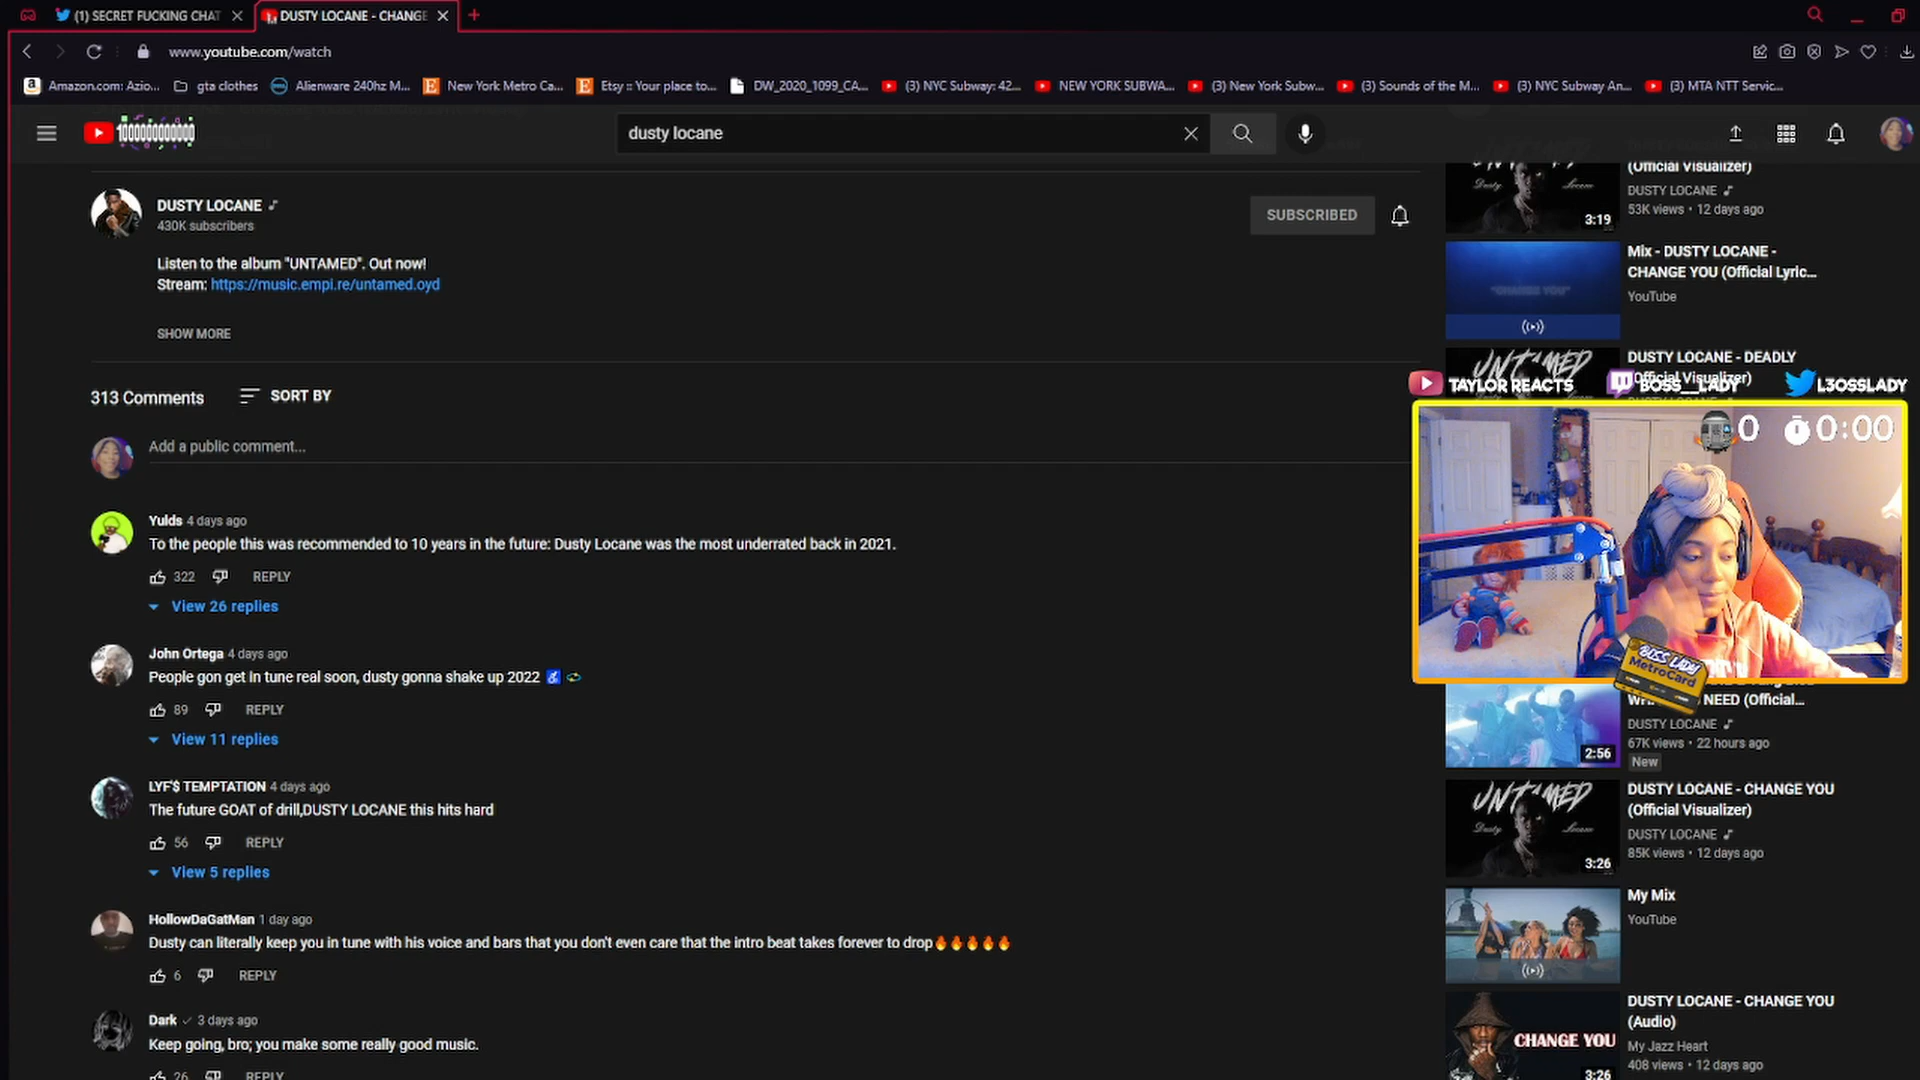 (1) SECRET FUCKING CHAT
DUSTY LOCANE - CHANGE
www.youtube.com/watch
Amazon.com: Azio...
gta clothes
Alienware 240hz M...
New York Metro Ca...
Etsy :: Your place to...
DW_2020_1099_CA...
(3) NYC Subway: 42...
NEW YORK SUBWA...
(3) New York Subw...
(3) Sounds of the M...
(3) NYC Subway An...
(3) MTA NTT Servic...
dusty locane
DUSTY LOCANE
430K subscribers
SUBSCRIBED
Listen to the album "UNTAMED". Out now!
Stream: https://music.empi.re/untamed.oyd
SHOW MORE
313 Comments
SORT BY
Add a public comment...
Yulds 4 days ago
To the people this was recommended to 10 years in the future: Dusty Locane was the most underrated back in 2021.
322 REPLY
View 26 replies
John Ortega 4 days ago
People gon get in tune real soon, dusty gonna shake up 2022
89 REPLY
View 11 replies
LYF'$ TEMPTATION 4 days ago
The future GOAT of drill,DUSTY LOCANE this hits hard
56 REPLY
View 5 replies
HollowDaGatMan 1 day ago
Dusty can literally keep you in tune with his voice and bars that you don't even care that the intro beat takes forever to drop🔥🔥🔥🔥🔥
6 REPLY
Dark 3 days ago
Keep going, bro; you make some really good music.
26 REPLY
(Official Visualizer)
DUSTY LOCANE
53K views • 12 days ago
Dusty Locane
3:19
Mix - DUSTY LOCANE -
CHANGE YOU (Official Lyric...
YouTube
"CHANGE YOU"
UNTAMED
DUSTY LOCANE - DEADLY
(Official Visualizer)
TAYLOR REACTS
BOSS__LADY
L3OSSLADY
0
0:00
BOSS LADY
MetroCard
NEED (Official...
DUSTY LOCANE
67K views • 22 hours ago
New
2:56
UNTAMED
Dusty Locane
3:26
DUSTY LOCANE - CHANGE YOU
(Official Visualizer)
DUSTY LOCANE
85K views • 12 days ago
My Mix
YouTube
DUSTY LOCANE - CHANGE YOU
(Audio)
My Jazz Heart
408 views • 12 days ago
CHANGE YOU
3:26